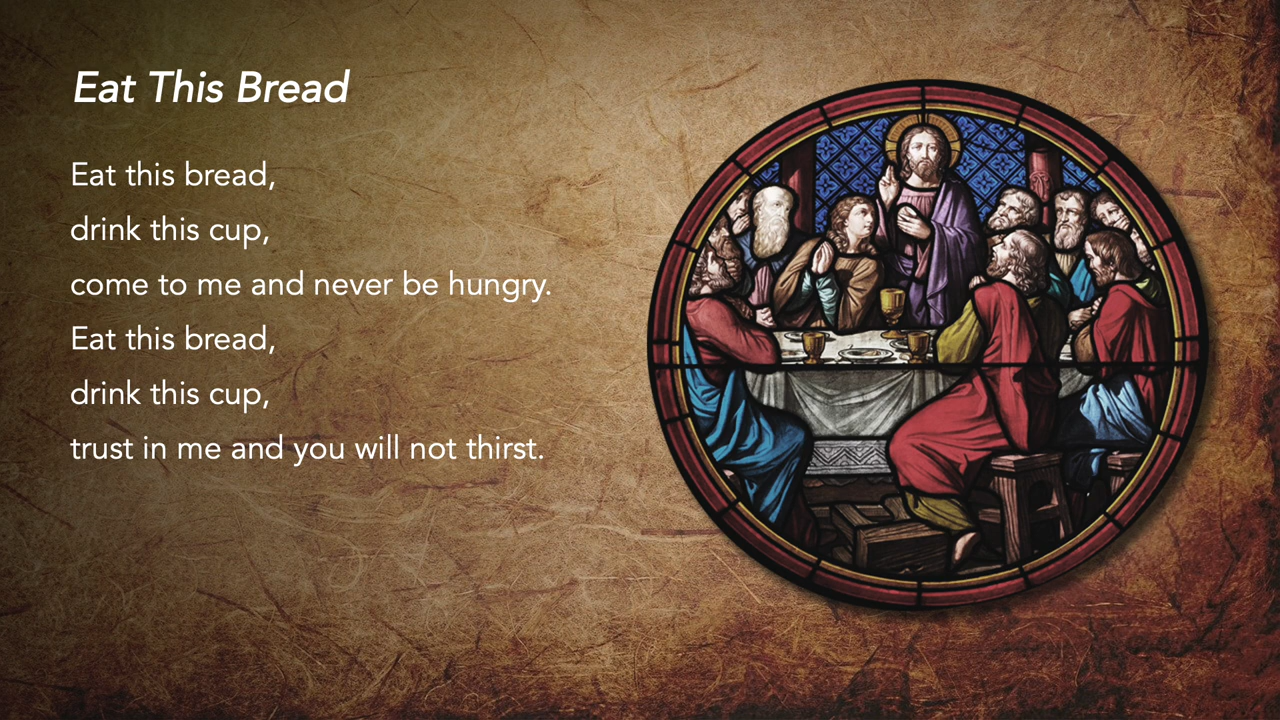 Eat This Bread
Eat this bread,
drink this cup,
come to me and never be hungry.
Eat this bread,
drink this cup,
trust in me and you will not thirst.